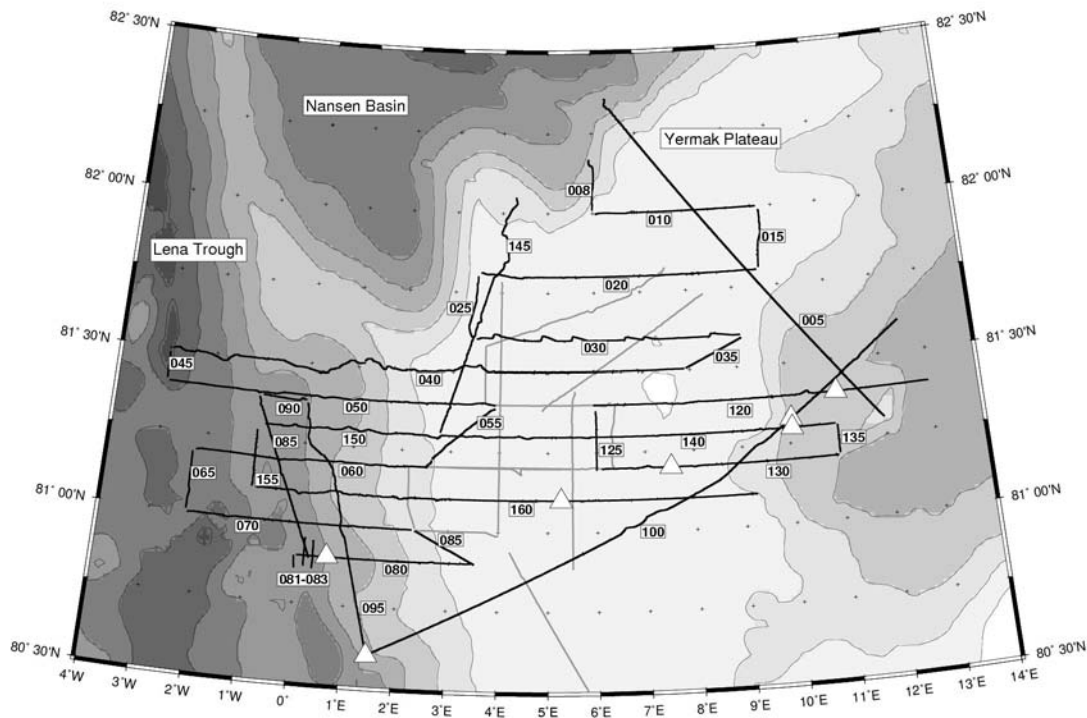 82° 30'N
82° 30'N
Nansen Basin
Yermak Plateau
82° 00'N
008
82° 00'N
010
015
145
Lena Trough
020
025
005
81° 30'N
81° 30'N
030
035
045
040
050
090
120
055
150
085
140
135
125
060
065
155
130
81° 00'N
81° 00'N
160
070
100
085
080
081-083
095
80° 30'N
80° 30'N
4°W
3°W
2°W
1°W
0°
1°E
2°E
3°E
4°E
5°E
6°E
7°E
8°E
9°E
10°E
11°E
12°E
13°E
14°E